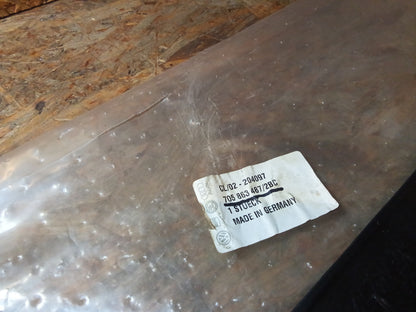 CL/02 - 294097
705 863 487/2BC
1 STUECK
MADE IN GERMANY